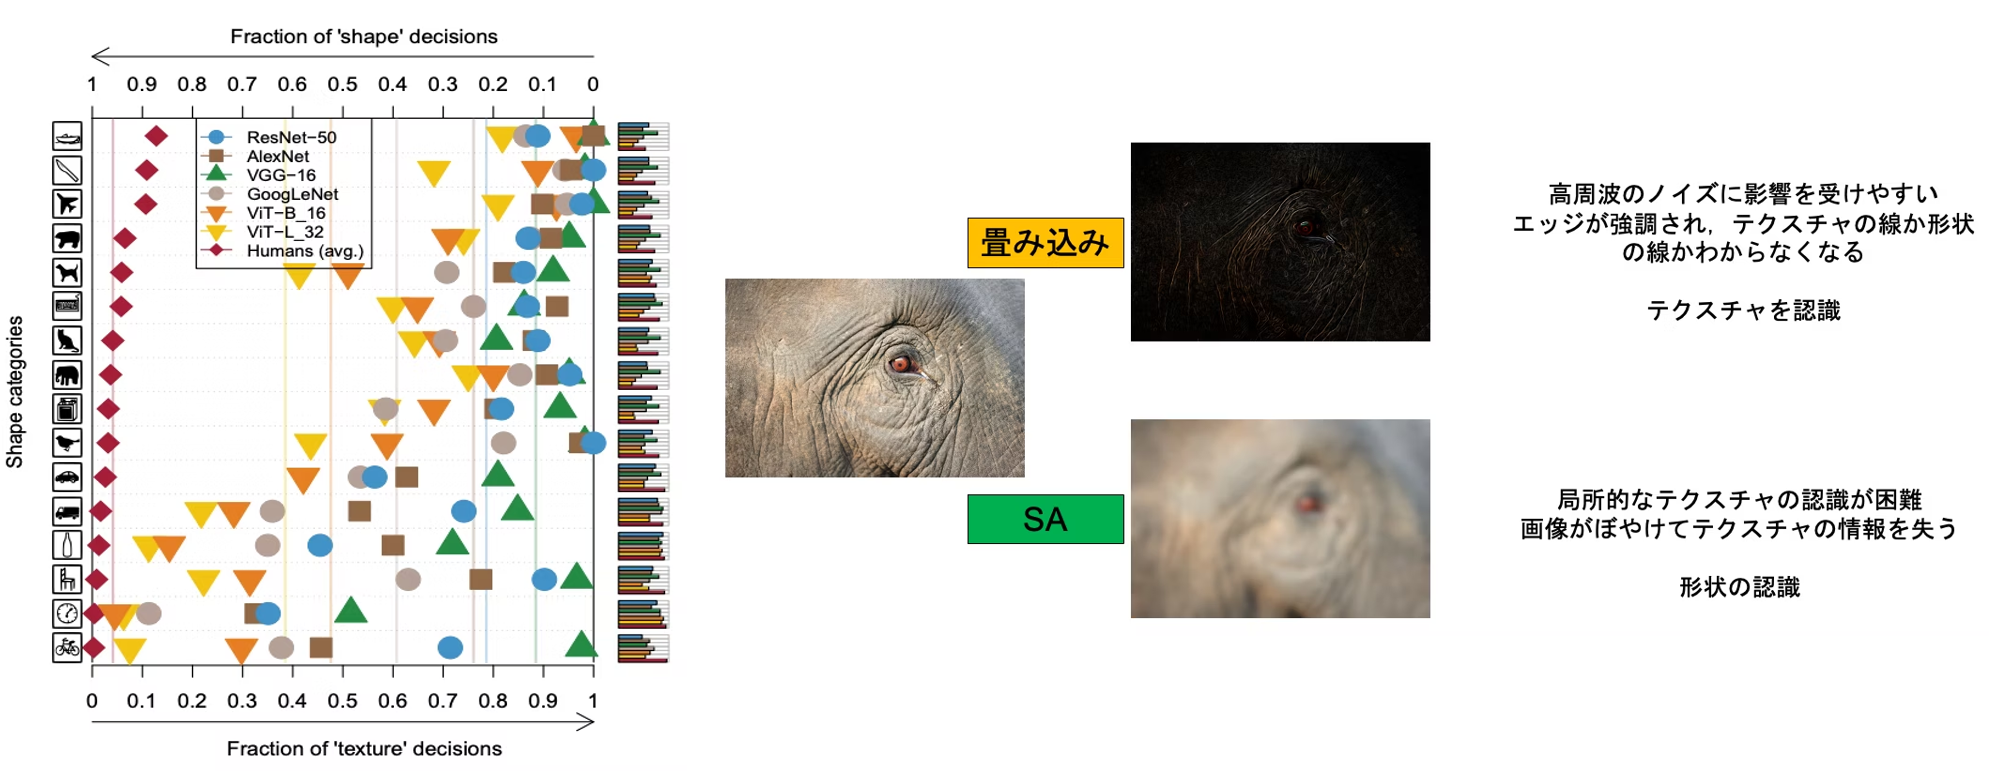 Fraction of 'shape' decisions
1 0.9 0.8 0.7 0.6 0.5 0.4 0.3 0.2 0.1 0
ResNet−50
AlexNet
VGG−16
GoogLeNet
ViT−B_16
ViT−L_32
Humans (avg.)
Shape categories
0 0.1 0.2 0.3 0.4 0.5 0.6 0.7 0.8 0.9 1
Fraction of 'texture' decisions
畳み込み
高周波のノイズに影響を受けやすい
エッジが強調され，テクスチャの線か形状
の線かわからなくなる
テクスチャを認識
SA
局所的なテクスチャの認識が困難
画像がぼやけてテクスチャの情報を失う
形状の認識